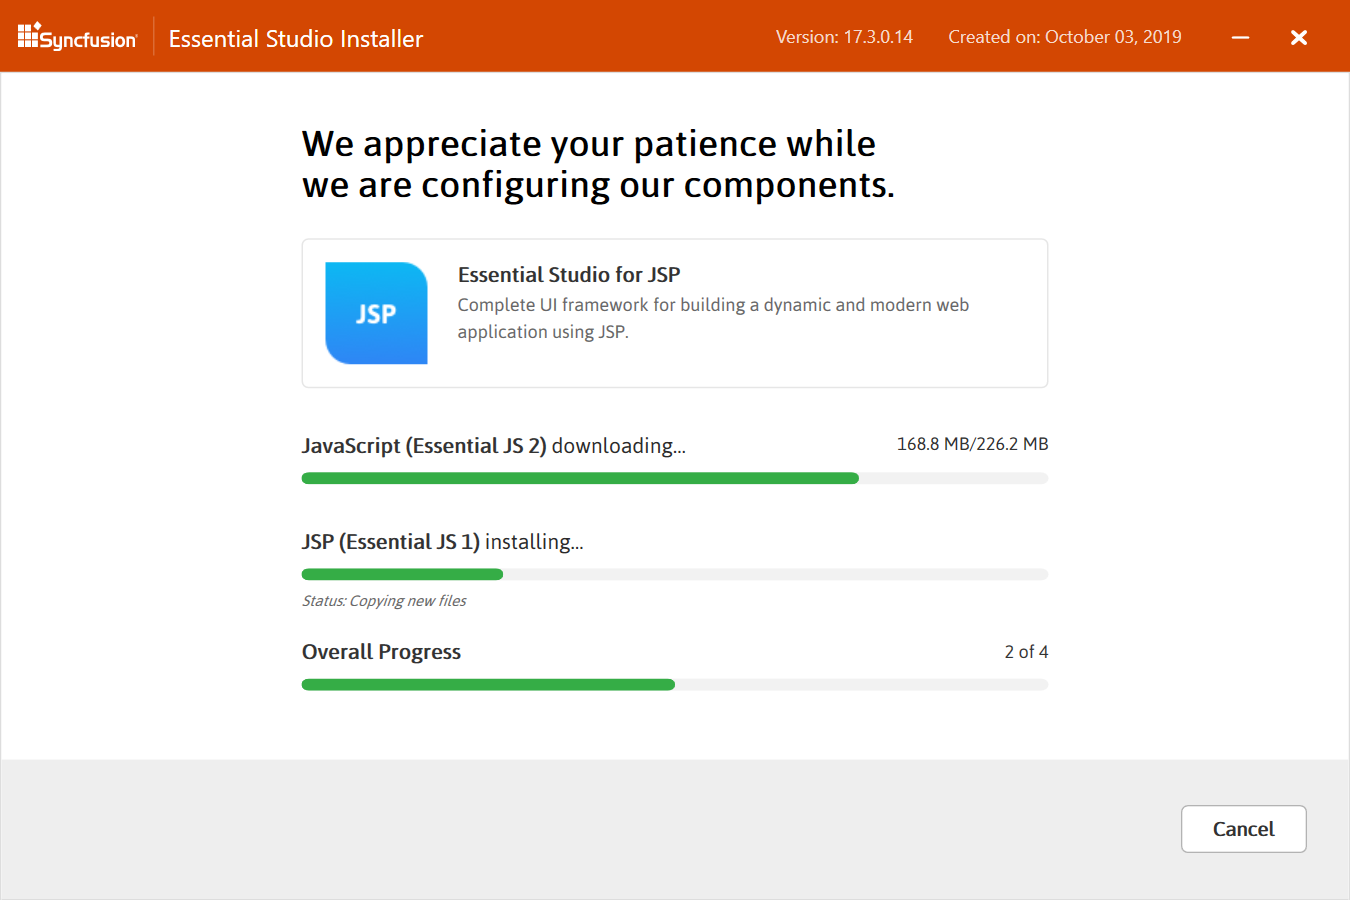 Syncfusion
Essential Studio Installer
Version: 17.3.0.14
Created on: October 03, 2019
We appreciate your patience while
we are configuring our components.
JSP
Essential Studio for JSP
Complete UI framework for building a dynamic and modern web
application using JSP.
JavaScript (Essential JS 2) downloading...
168.8 MB/226.2 MB
JSP (Essential JS 1) installing...
Status: Copying new files
Overall Progress
2 of 4
Cancel